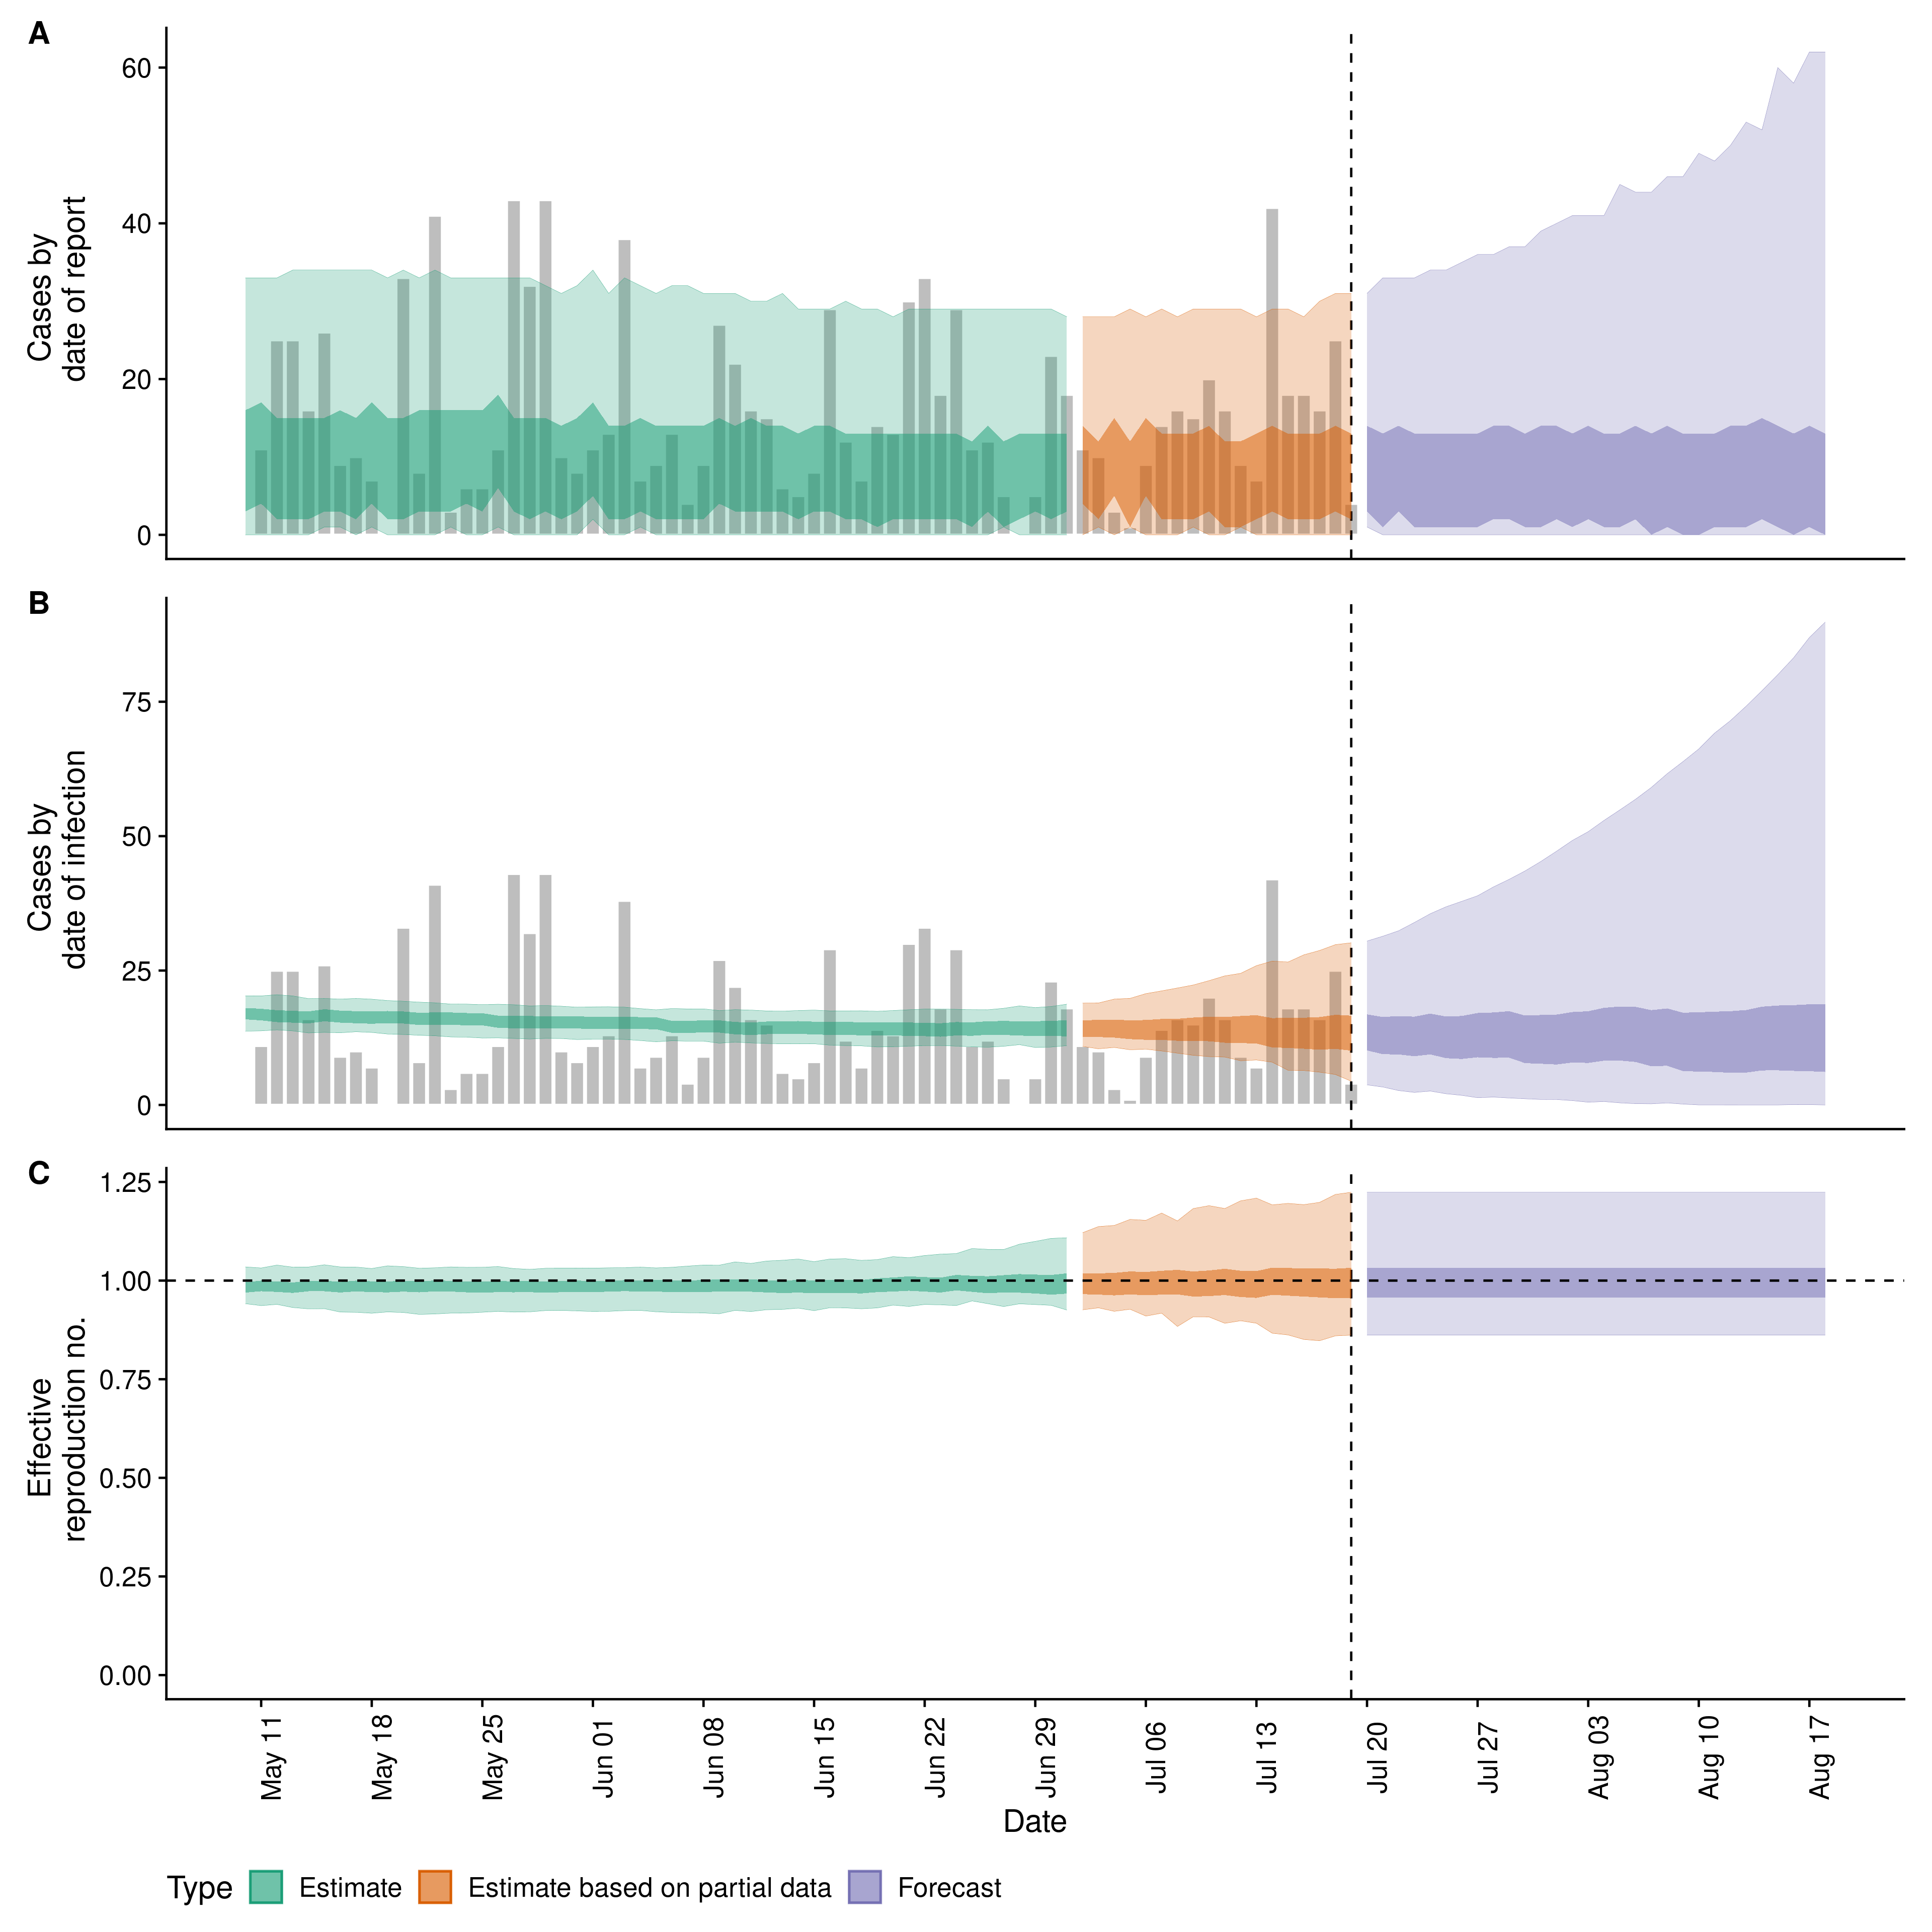 A
60
40
20
0
Cases by
date of report
B
75
50
25
0
Cases by
date of infection
C
1.25
1.00
0.75
0.50
0.25
0.00
Effective
reproduction no.
May 11
May 18
May 25
Jun 01
Jun 08
Jun 15
Jun 22
Jun 29
Jul 06
Jul 13
Jul 20
Jul 27
Aug 03
Aug 10
Aug 17
Date
Type Estimate Estimate based on partial data Forecast